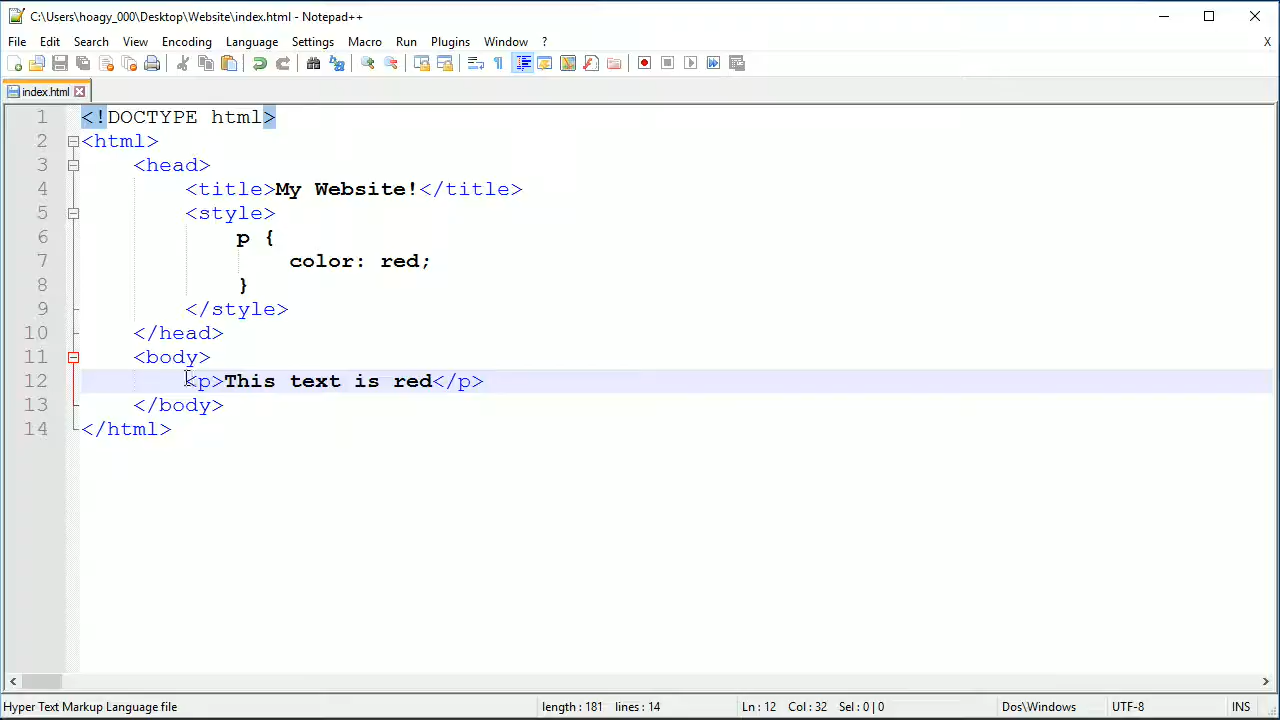 C:\Users\hoagy_000\Desktop\Website\index.html - Notepad++
File Edit Search View Encoding Language Settings Macro Run Plugins Window ? X
index.html
1 <!DOCTYPE html>
2 <html>
3 <head>
4 <title>My Website!</title>
5 <style>
6 p {
7 color: red;
8 }
9 </style>
10 </head>
11 <body>
12 <p>This text is red</p>
13 </body>
14 </html>
Hyper Text Markup Language file length : 181 lines : 14 Ln : 12 Col : 32 Sel : 0 | 0 Dos\Windows UTF-8 INS